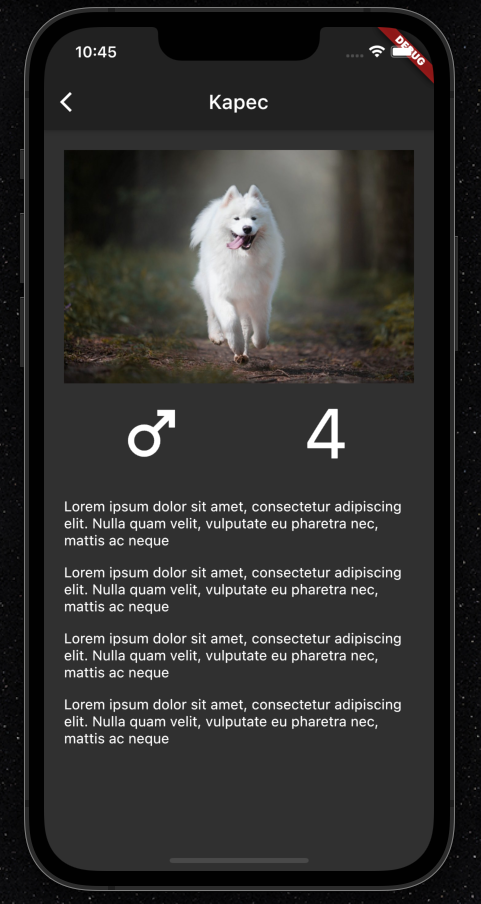 10:45
DEBUG
Kapec
♂ 4
Lorem ipsum dolor sit amet, consectetur adipiscing
elit. Nulla quam velit, vulputate eu pharetra nec,
mattis ac neque
Lorem ipsum dolor sit amet, consectetur adipiscing
elit. Nulla quam velit, vulputate eu pharetra nec,
mattis ac neque
Lorem ipsum dolor sit amet, consectetur adipiscing
elit. Nulla quam velit, vulputate eu pharetra nec,
mattis ac neque
Lorem ipsum dolor sit amet, consectetur adipiscing
elit. Nulla quam velit, vulputate eu pharetra nec,
mattis ac neque